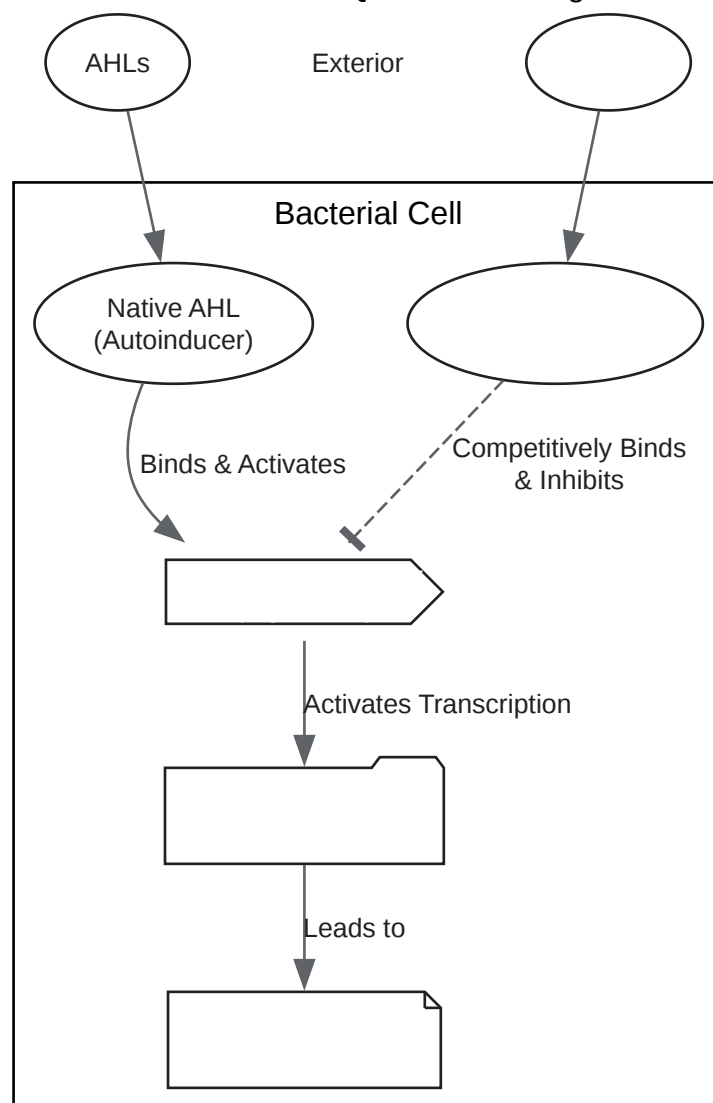 AHLs
Exterior
Bacterial Cell
Native AHL
(Autoinducer)
Binds & Activates
Competitively Binds
& Inhibits
Activates Transcription
Leads to